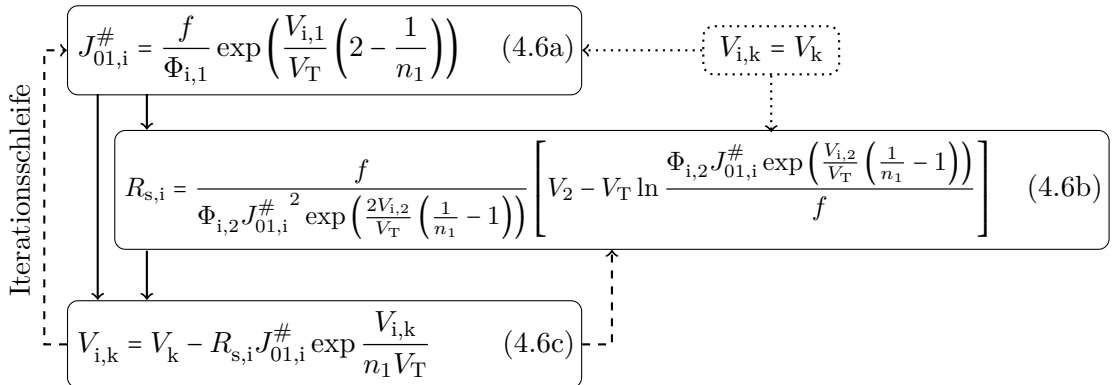 Iterationsschleife
J_{01,i}^{\#} = \frac{f}{\Phi_{i,1}} \exp\left(\frac{V_{i,1}}{V_T}\left(2 - \frac{1}{n_1}\right)\right) (4.6a)
V_{i,k} = V_k
R_{s,i} = \frac{f}{\Phi_{i,2} {J_{01,i}^{\#}}^2 \exp\left(\frac{2V_{i,2}}{V_T}\left(\frac{1}{n_1} - 1\right)\right)} \left[V_2 - V_T \ln \frac{\Phi_{i,2} J_{01,i}^{\#} \exp\left(\frac{V_{i,2}}{V_T}\left(\frac{1}{n_1} - 1\right)\right)}{f}\right] (4.6b)
V_{i,k} = V_k - R_{s,i} J_{01,i}^{\#} \exp \frac{V_{i,k}}{n_1 V_T} (4.6c)